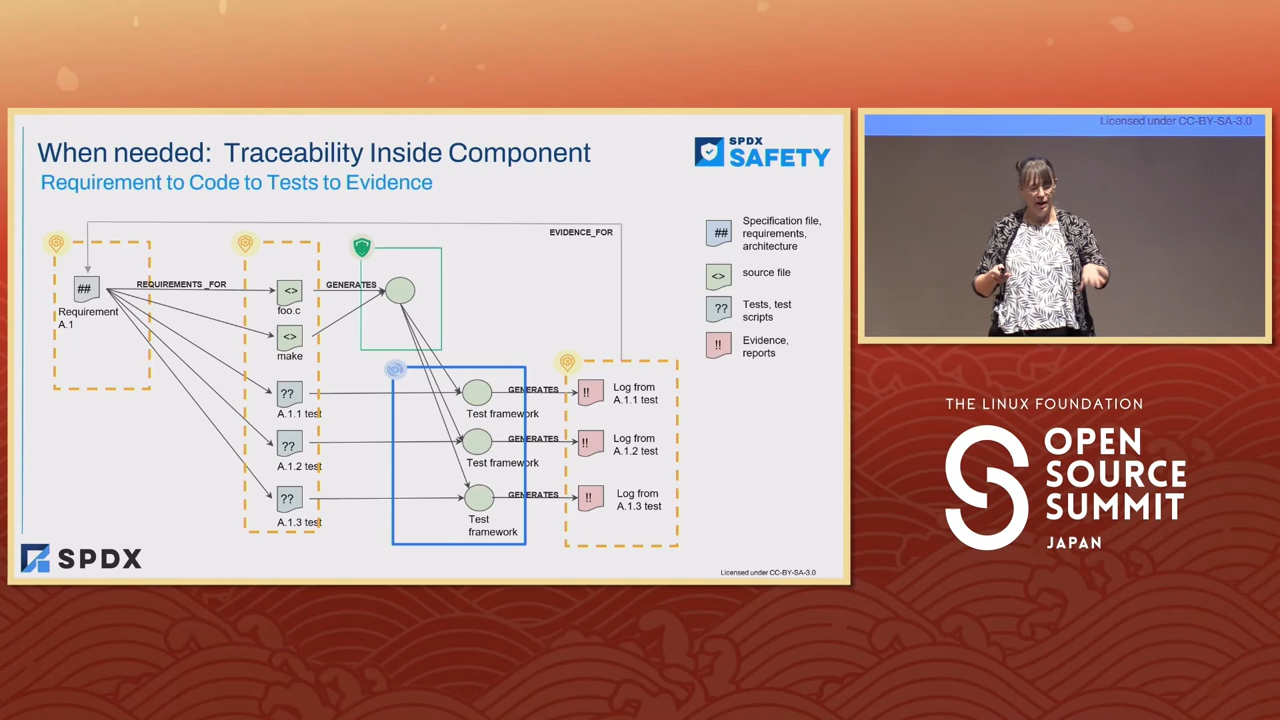 When needed: Traceability Inside Component
Requirement to Code to Tests to Evidence
SPDX
SAFETY
EVIDENCE_FOR
##
Requirement
A.1
REQUIREMENTS_FOR
<>
foo.c
<>
make
??
A.1.1 test
??
A.1.2 test
??
A.1.3 test
GENERATES
Test framework
Test framework
Test
framework
GENERATES
GENERATES
GENERATES
!!
Log from
A.1.1 test
!!
Log from
A.1.2 test
!!
Log from
A.1.3 test
##
Specification file,
requirements,
architecture
<>
source file
??
Tests, test
scripts
!!
Evidence,
reports
SPDX
Licensed under CC-BY-SA-3.0
Licensed under CC-BY-SA-3.0
THE LINUX FOUNDATION
OPEN
SOURCE
SUMMIT
JAPAN